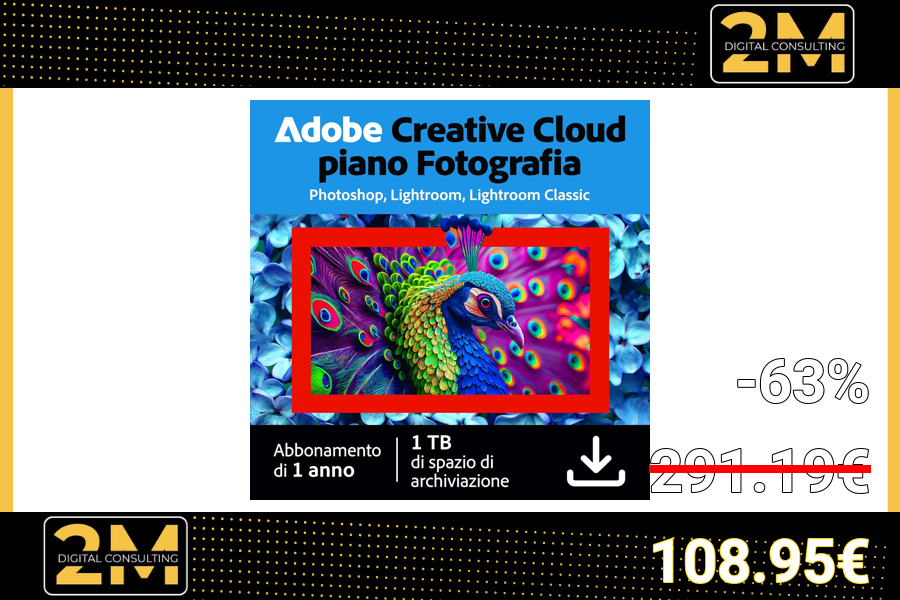 2M
DIGITAL CONSULTING
Adobe Creative Cloud
piano Fotografia
Photoshop, Lightroom, Lightroom Classic
Abbonamento
di 1 anno
1 TB
di spazio di
archiviazione
-63%
291.19€
2M
DIGITAL CONSULTING
108.95€